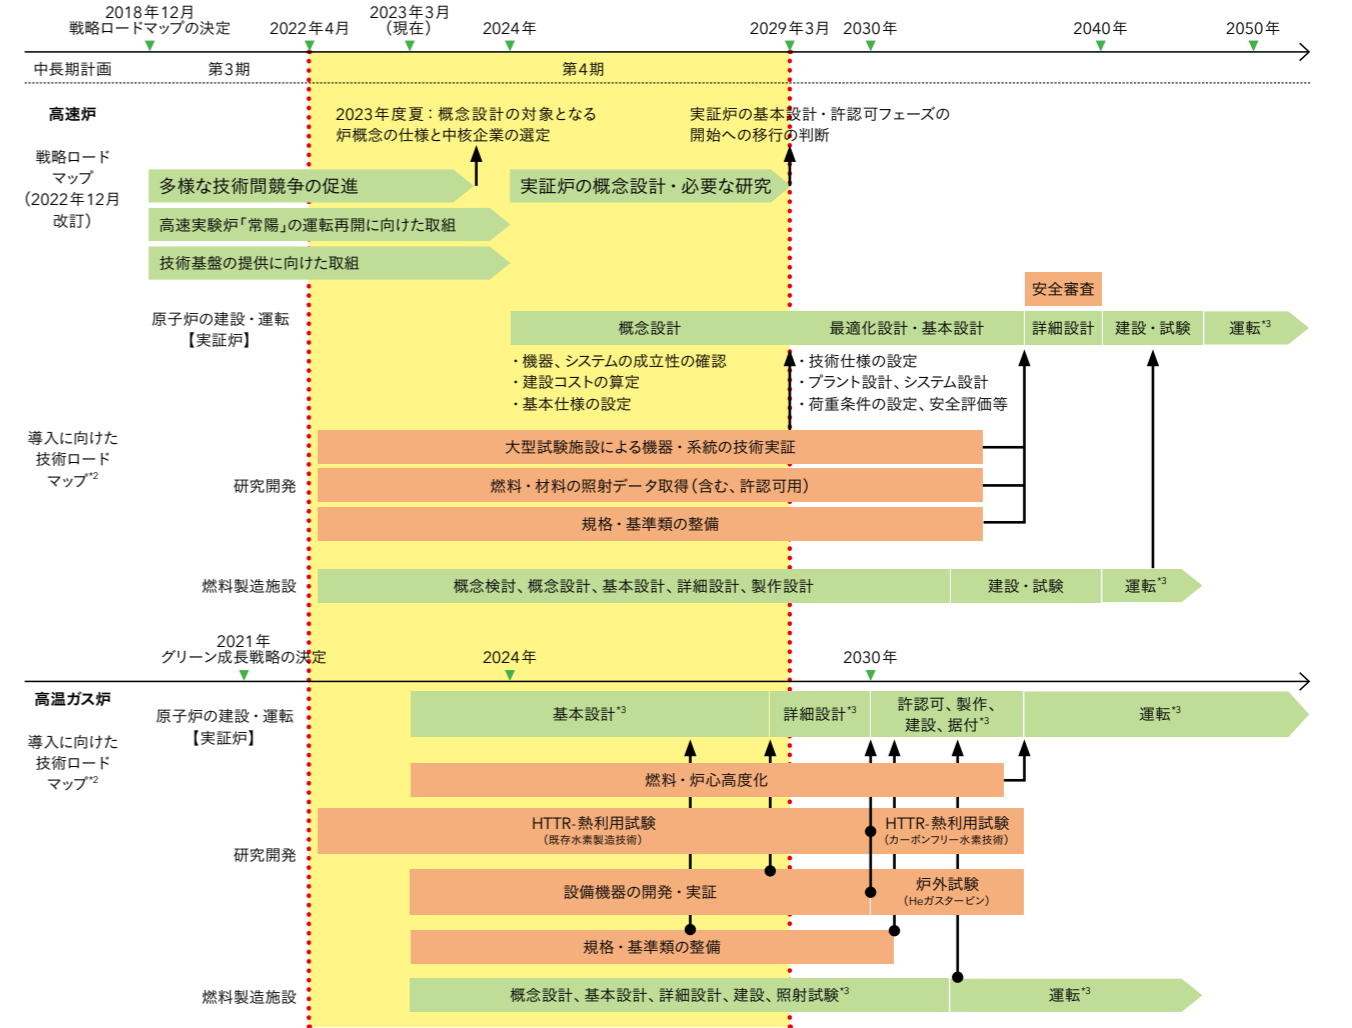 2018年12月
戦略ロードマップの決定
2022年4月
2023年3月
（現在）
2024年
2029年3月
2030年
2040年
2050年
中長期計画
第3期
第4期
高速炉
2023年度夏：概念設計の対象となる
炉概念の仕様と中核企業の選定
実証炉の基本設計・許認可フェーズの
開始への移行の判断
戦略ロード
マップ
（2022年12月
改訂）
多様な技術間競争の促進
実証炉の概念設計・必要な研究
高速実験炉「常陽」の運転再開に向けた取組
技術基盤の提供に向けた取組
安全審査
原子炉の建設・運転
【実証炉】
概念設計
最適化設計・基本設計
詳細設計
建設・試験
運転*3
・機器、システムの成立性の確認
・建設コストの算定
・基本仕様の設定
・技術仕様の設定
・プラント設計、システム設計
・荷重条件の設定、安全評価等
導入に向けた
技術ロード
マップ*2
研究開発
大型試験施設による機器・系統の技術実証
燃料・材料の照射データ取得（含む、許認可用）
規格・基準類の整備
燃料製造施設
概念検討、概念設計、基本設計、詳細設計、製作設計
建設・試験
運転*3
2021年
グリーン成長戦略の決定
2024年
2030年
高温ガス炉
原子炉の建設・運転
【実証炉】
基本設計*3
詳細設計*3
許認可、製作、
建設、据付*3
運転*3
導入に向けた
技術ロード
マップ*2
燃料・炉心高度化
研究開発
HTTR-熱利用試験
（既存水素製造技術）
HTTR-熱利用試験
（カーボンフリー水素技術）
設備機器の開発・実証
炉外試験
（Heガスタービン）
規格・基準類の整備
燃料製造施設
概念設計、基本設計、詳細設計、建設、照射試験*3
運転*3